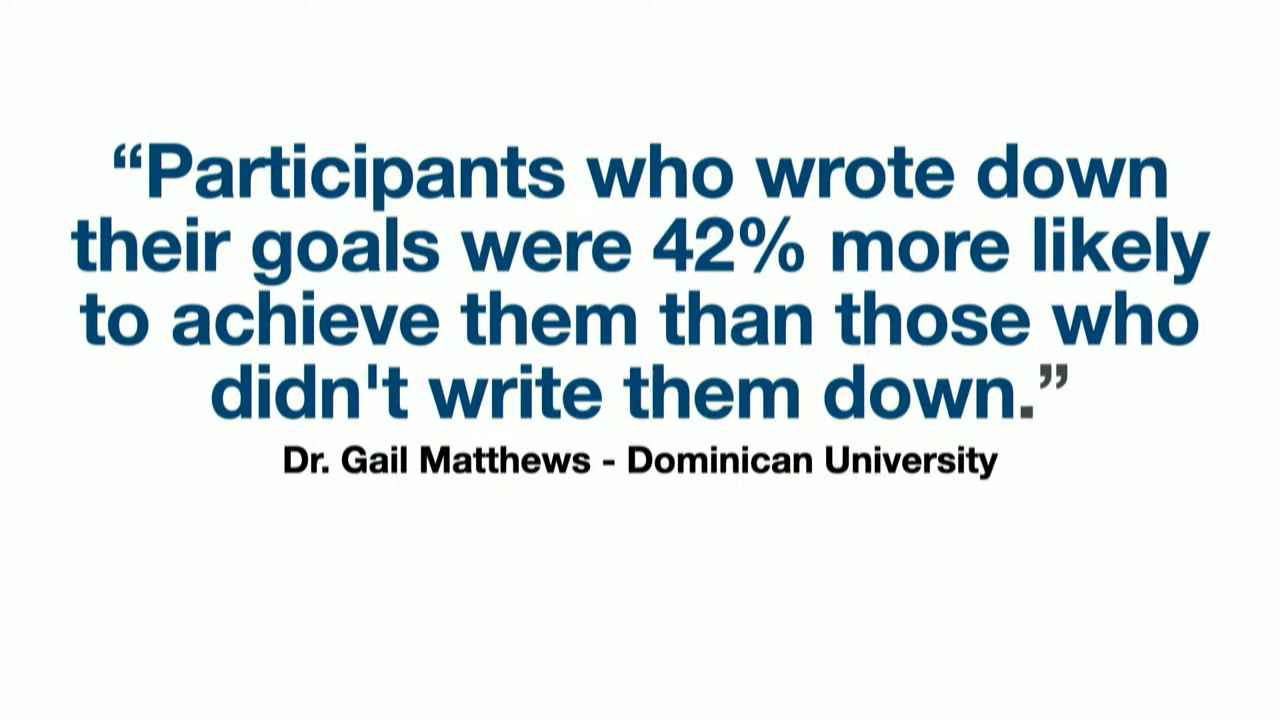 “Participants who wrote down
their goals were 42% more likely
to achieve them than those who
didn't write them down.”
Dr. Gail Matthews - Dominican University